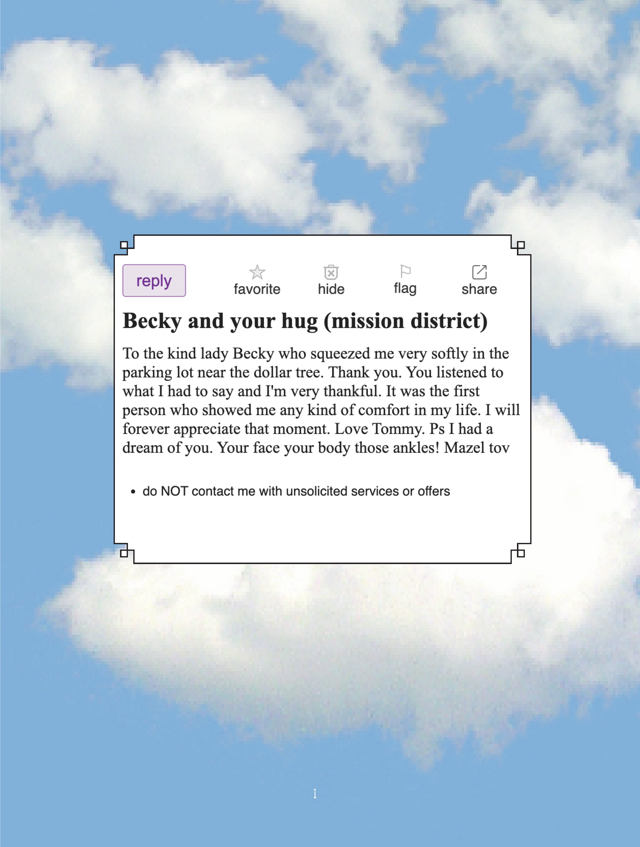 reply
favorite
hide
flag
share
Becky and your hug (mission district)
To the kind lady Becky who squeezed me very softly in the
parking lot near the dollar tree. Thank you. You listened to
what I had to say and I'm very thankful. It was the first
person who showed me any kind of comfort in my life. I will
forever appreciate that moment. Love Tommy. Ps I had a
dream of you. Your face your body those ankles! Mazel tov
• do NOT contact me with unsolicited services or offers